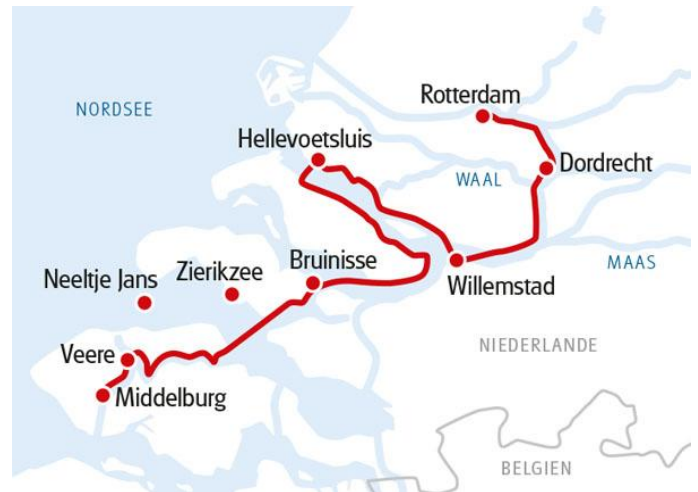 NORDSEE
Rotterdam
Hellevoetsluis
Dordrecht
WAAL
Bruinisse
Zierikzee
Neeltje Jans
MAAS
Willemstad
Veere
NIEDERLANDE
Middelburg
BELGIEN